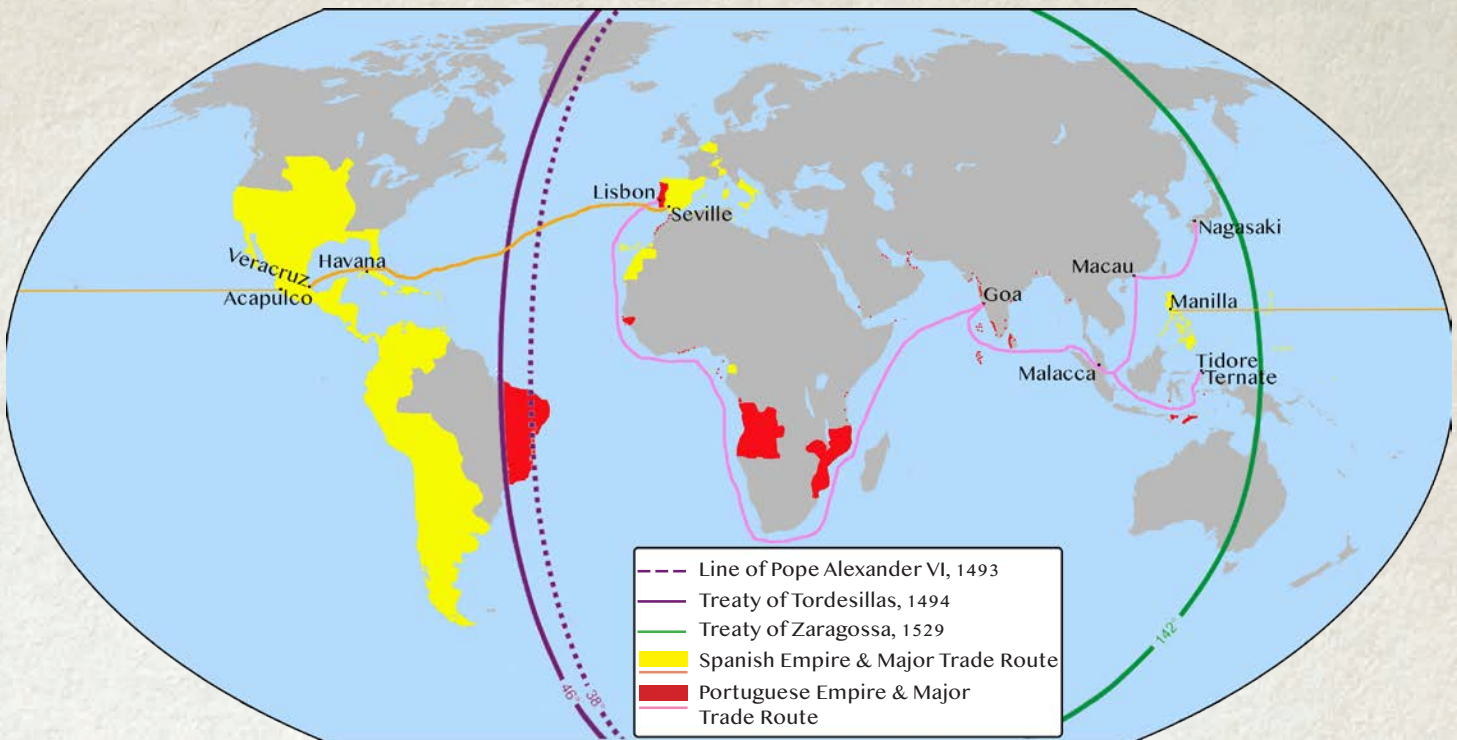 Lisbon
Seville
Nagasaki
Veracruz
Havana
Macau
Acapulco
Goa
Manilla
Malacca
Tidore
Ternate
Line of Pope Alexander VI, 1493
Treaty of Tordesillas, 1494
Treaty of Zaragossa, 1529
Spanish Empire & Major Trade Route
Portuguese Empire & Major
Trade Route
46°
38°
142°